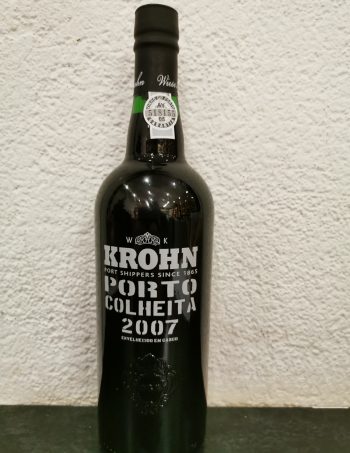 W K
KROHN
PORT SHIPPERS SINCE 1865
PORTO
COLHEITA
2007
ENVELHECIDO EM CASCO